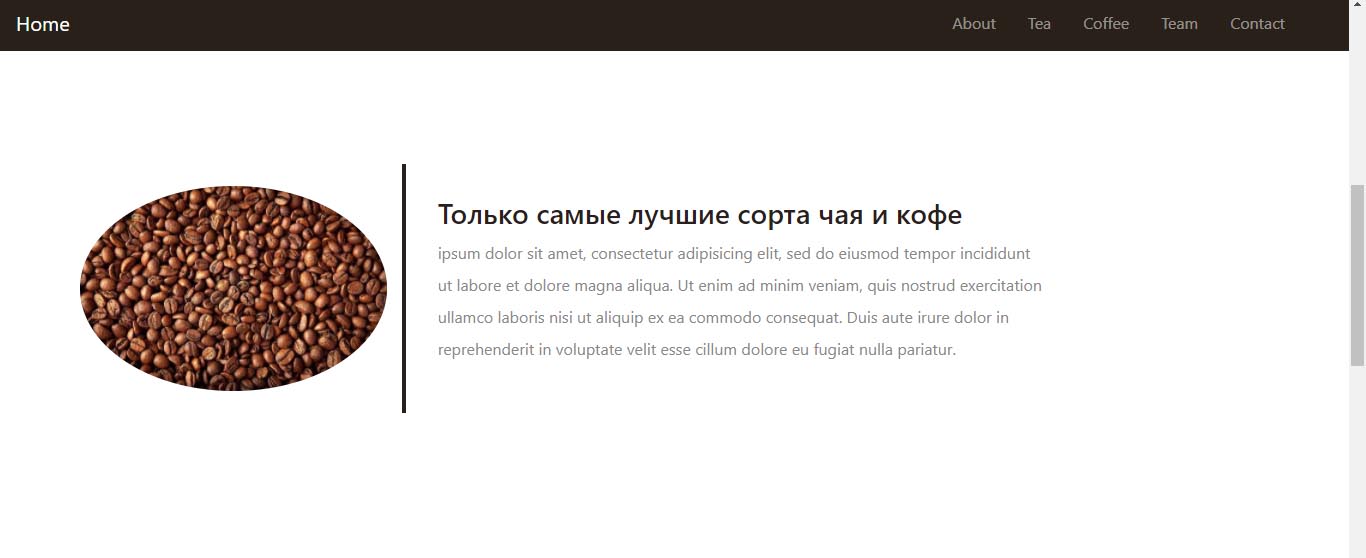 Home
About Tea Coffee Team Contact
Только самые лучшие сорта чая и кофе
ipsum dolor sit amet, consectetur adipisicing elit, sed do eiusmod tempor incididunt
ut labore et dolore magna aliqua. Ut enim ad minim veniam, quis nostrud exercitation
ullamco laboris nisi ut aliquip ex ea commodo consequat. Duis aute irure dolor in
reprehenderit in voluptate velit esse cillum dolore eu fugiat nulla pariatur.